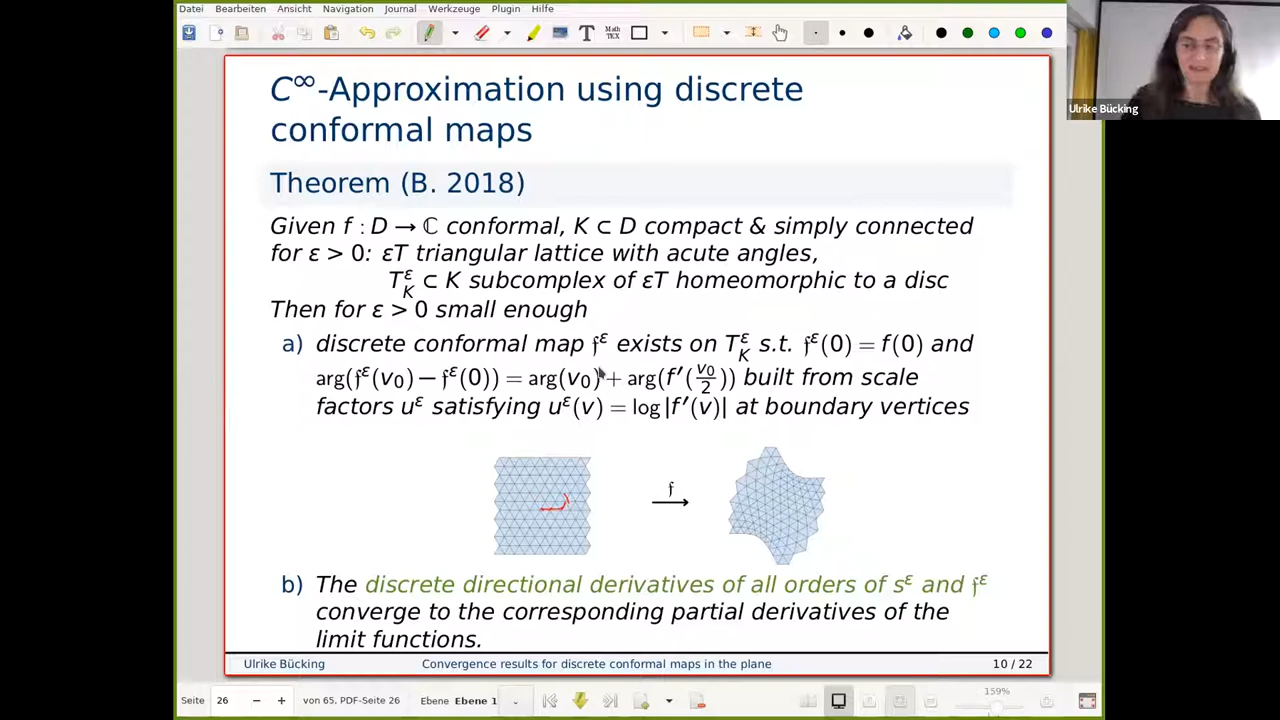 Datei Bearbeiten Ansicht Navigation Journal Werkzeuge Plugin Hilfe
T Math TEX
Ulrike Bücking
C∞-Approximation using discrete
conformal maps
Theorem (B. 2018)
Given f : D → ℂ conformal, K ⊂ D compact & simply connected
for ε > 0: εT triangular lattice with acute angles,
T_K^ε ⊂ K subcomplex of εT homeomorphic to a disc
Then for ε > 0 small enough
a) discrete conformal map 𝔣^ε exists on T_K^ε s.t. 𝔣^ε(0) = f(0) and
arg(𝔣^ε(v₀) − 𝔣^ε(0)) = arg(v₀) + arg(f′(v₀/2)) built from scale
factors u^ε satisfying u^ε(v) = log|f′(v)| at boundary vertices
𝔣
b) The discrete directional derivatives of all orders of s^ε and 𝔣^ε
converge to the corresponding partial derivatives of the
limit functions.
Ulrike Bücking Convergence results for discrete conformal maps in the plane 10 / 22
Seite 26 von 65, PDF-Seite 26 Ebene Ebene 1 159%